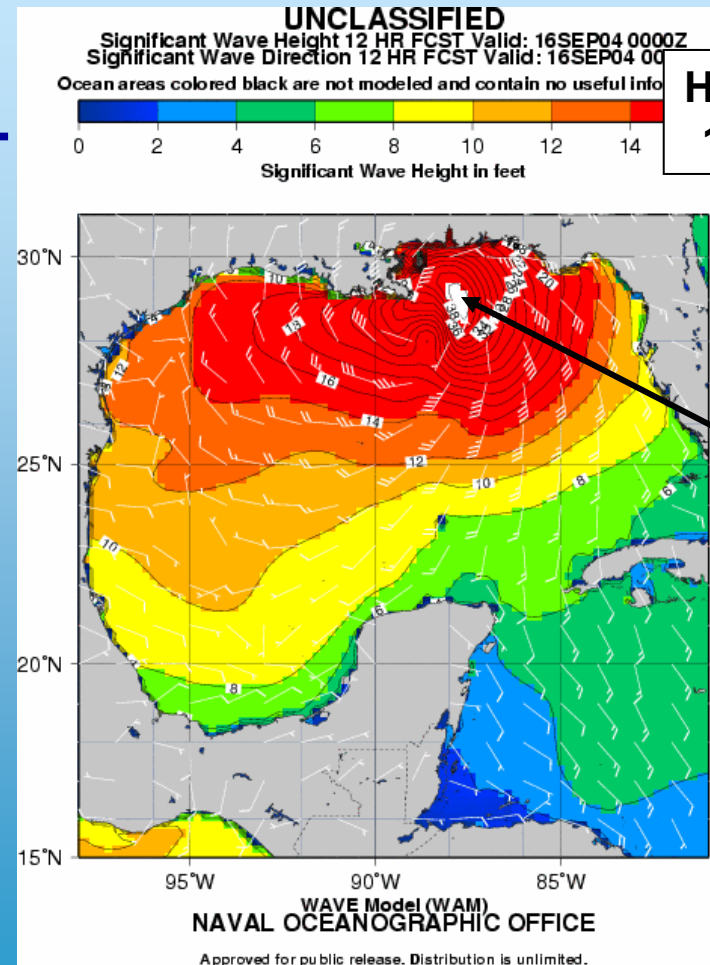 UNCLASSIFIED
Significant Wave Height 12 HR FCST Valid: 16SEP04 0000Z
Significant Wave Direction 12 HR FCST Valid: 16SEP04 00
Ocean areas colored black are not modeled and contain no useful info
H
0 2 4 6 8 10 12 14
Significant Wave Height in feet
30°N
10
18
12
16
14
12
25°N
10
8
6
10
6
20°N
8
15°N
95°W 90°W 85°W
WAVE Model (WAM)
NAVAL OCEANOGRAPHIC OFFICE
Approved for public release. Distribution is unlimited.